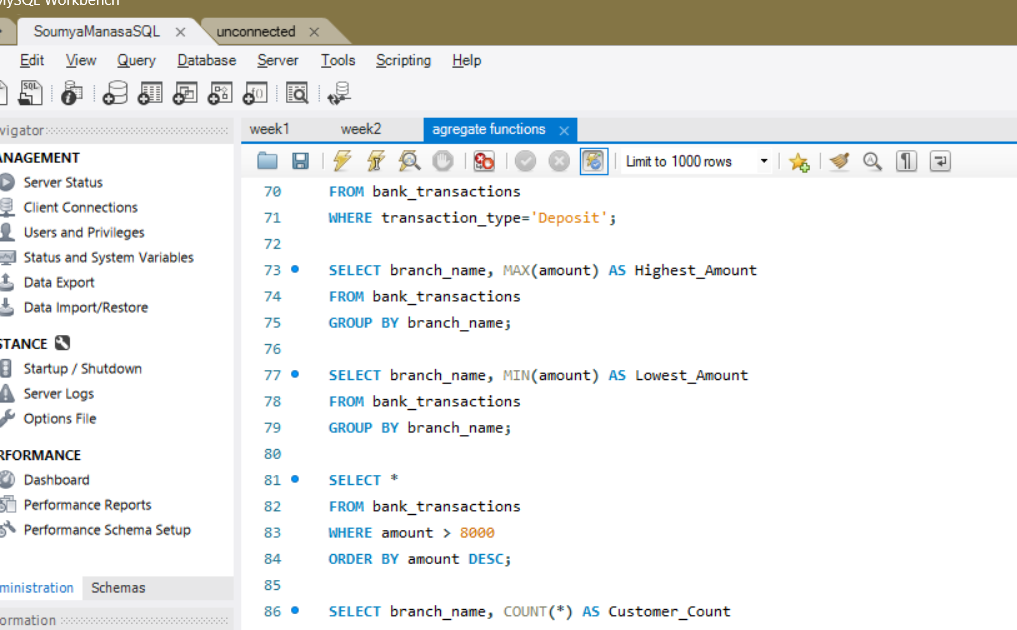 MySQL Workbench
SoumyaManasaSQL
unconnected
Edit View Query Database Server Tools Scripting Help
SQL
vigator
week1 week2 agregate functions
Limit to 1000 rows
ANAGEMENT
Server Status
Client Connections
Users and Privileges
Status and System Variables
Data Export
Data Import/Restore
STANCE
Startup / Shutdown
Server Logs
Options File
RFORMANCE
Dashboard
Performance Reports
Performance Schema Setup
ministration Schemas
ormation
70 FROM bank_transactions
71 WHERE transaction_type='Deposit';
72
73 SELECT branch_name, MAX(amount) AS Highest_Amount
74 FROM bank_transactions
75 GROUP BY branch_name;
76
77 SELECT branch_name, MIN(amount) AS Lowest_Amount
78 FROM bank_transactions
79 GROUP BY branch_name;
80
81 SELECT *
82 FROM bank_transactions
83 WHERE amount > 8000
84 ORDER BY amount DESC;
85
86 SELECT branch_name, COUNT(*) AS Customer_Count